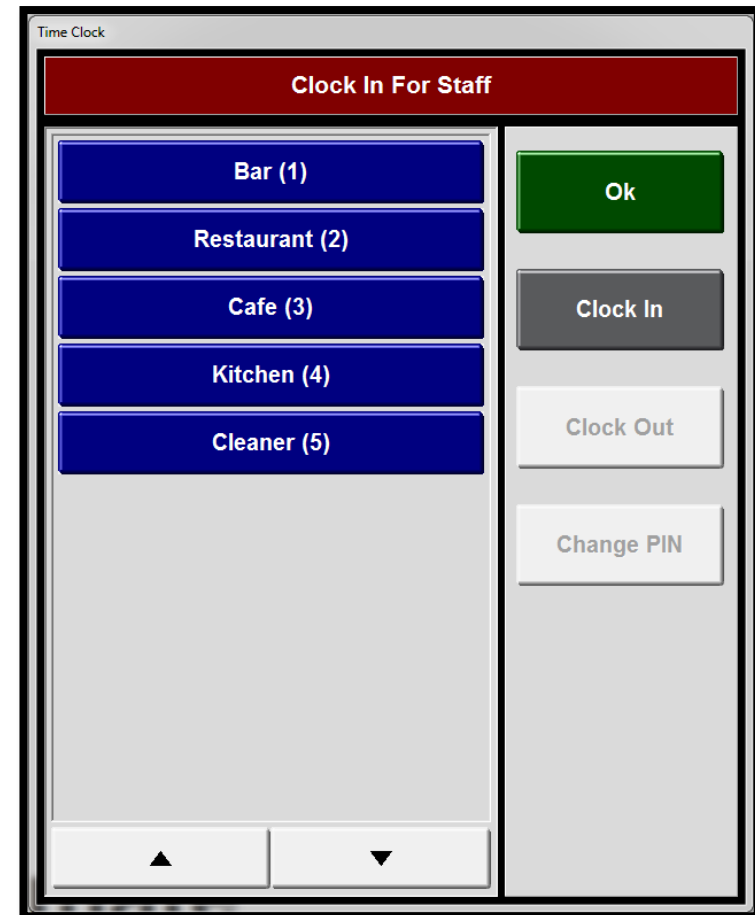 Time Clock
Clock In For Staff
Bar (1)
Restaurant (2)
Cafe (3)
Kitchen (4)
Cleaner (5)
Ok
Clock In
Clock Out
Change PIN